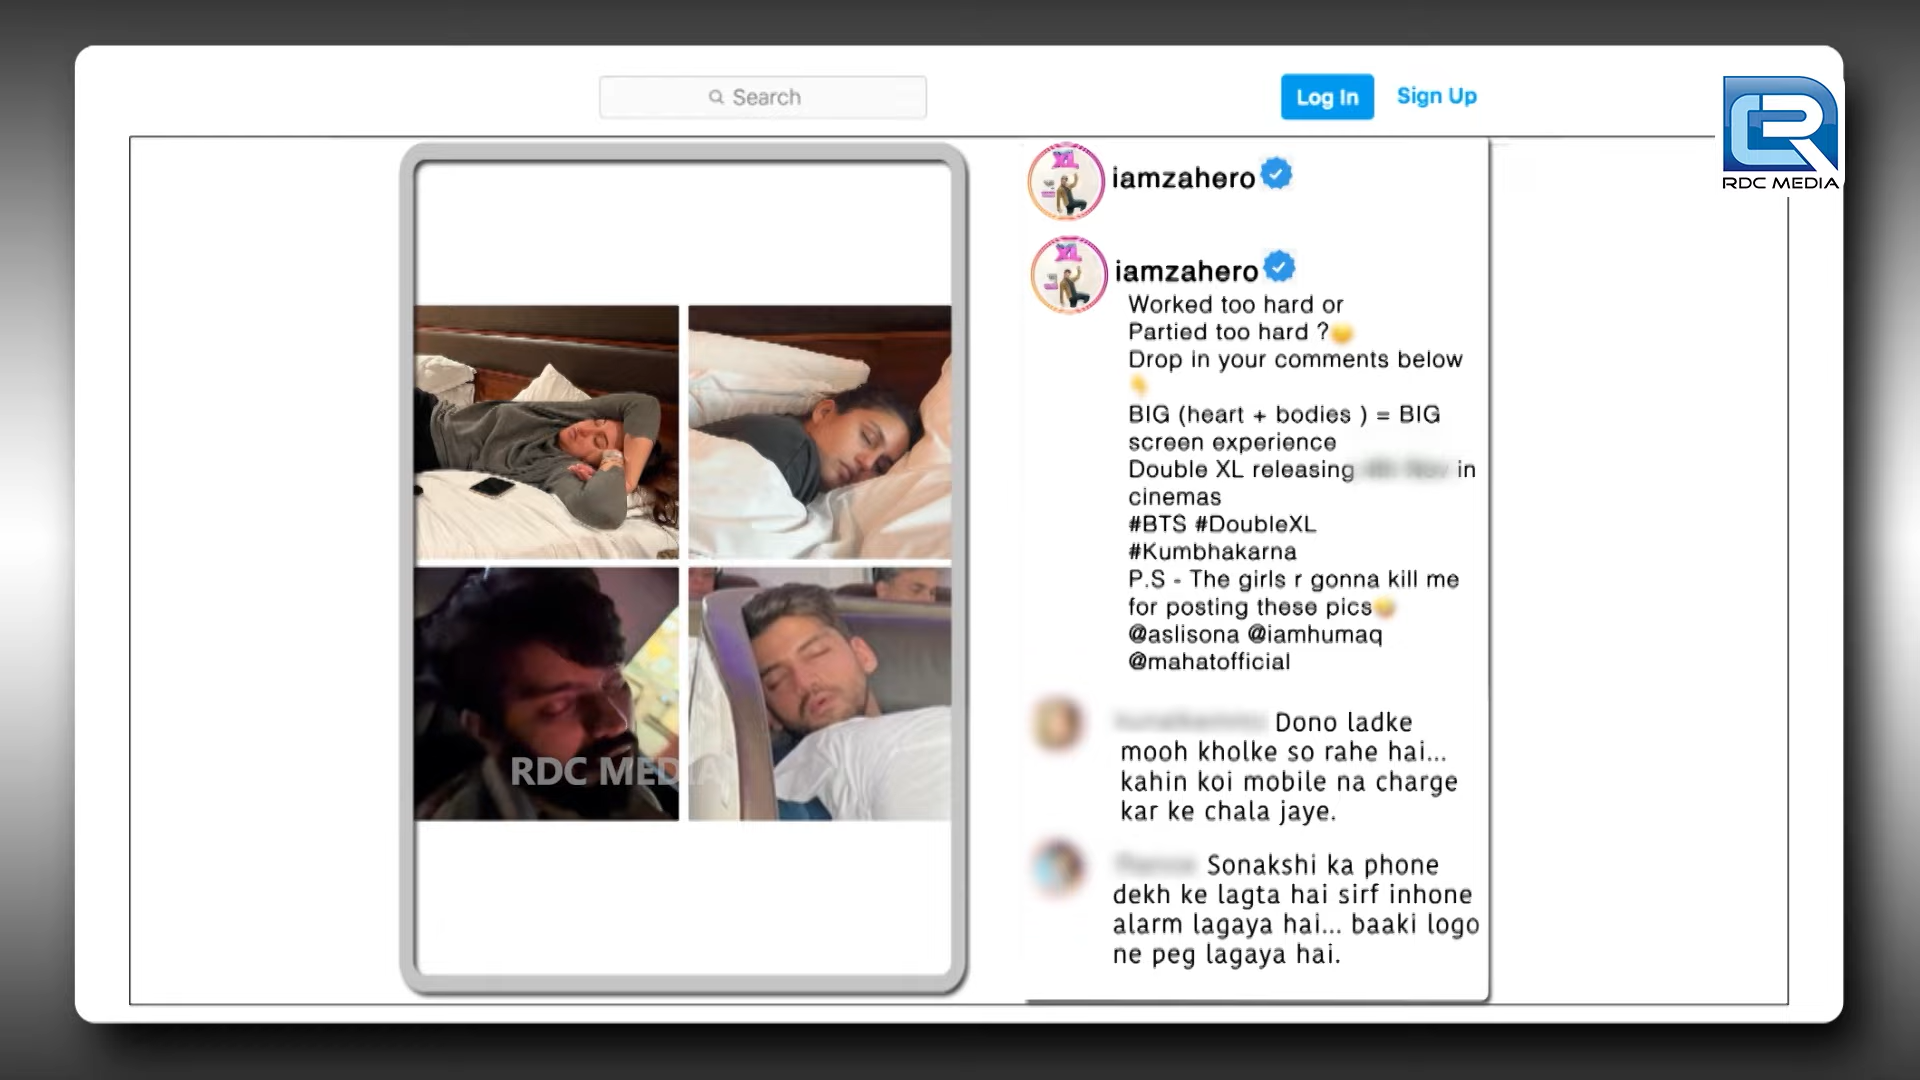 Search
Log In
Sign Up
RDC MEDIA
iamzahero
iamzahero
Worked too hard or
Partied too hard ?
Drop in your comments below
BIG (heart + bodies ) = BIG
screen experience
Double XL releasing in
cinemas
#BTS #DoubleXL
#Kumbhakarna
P.S - The girls r gonna kill me
for posting these pics
@aslisona @iamhumaq
@mahatofficial
Dono ladke
mooh kholke so rahe hai...
kahin koi mobile na charge
kar ke chala jaye.
Sonakshi ka phone
dekh ke lagta hai sirf inhone
alarm lagaya hai... baaki logo
ne peg lagaya hai.
XL
XL
RDC MEDIA